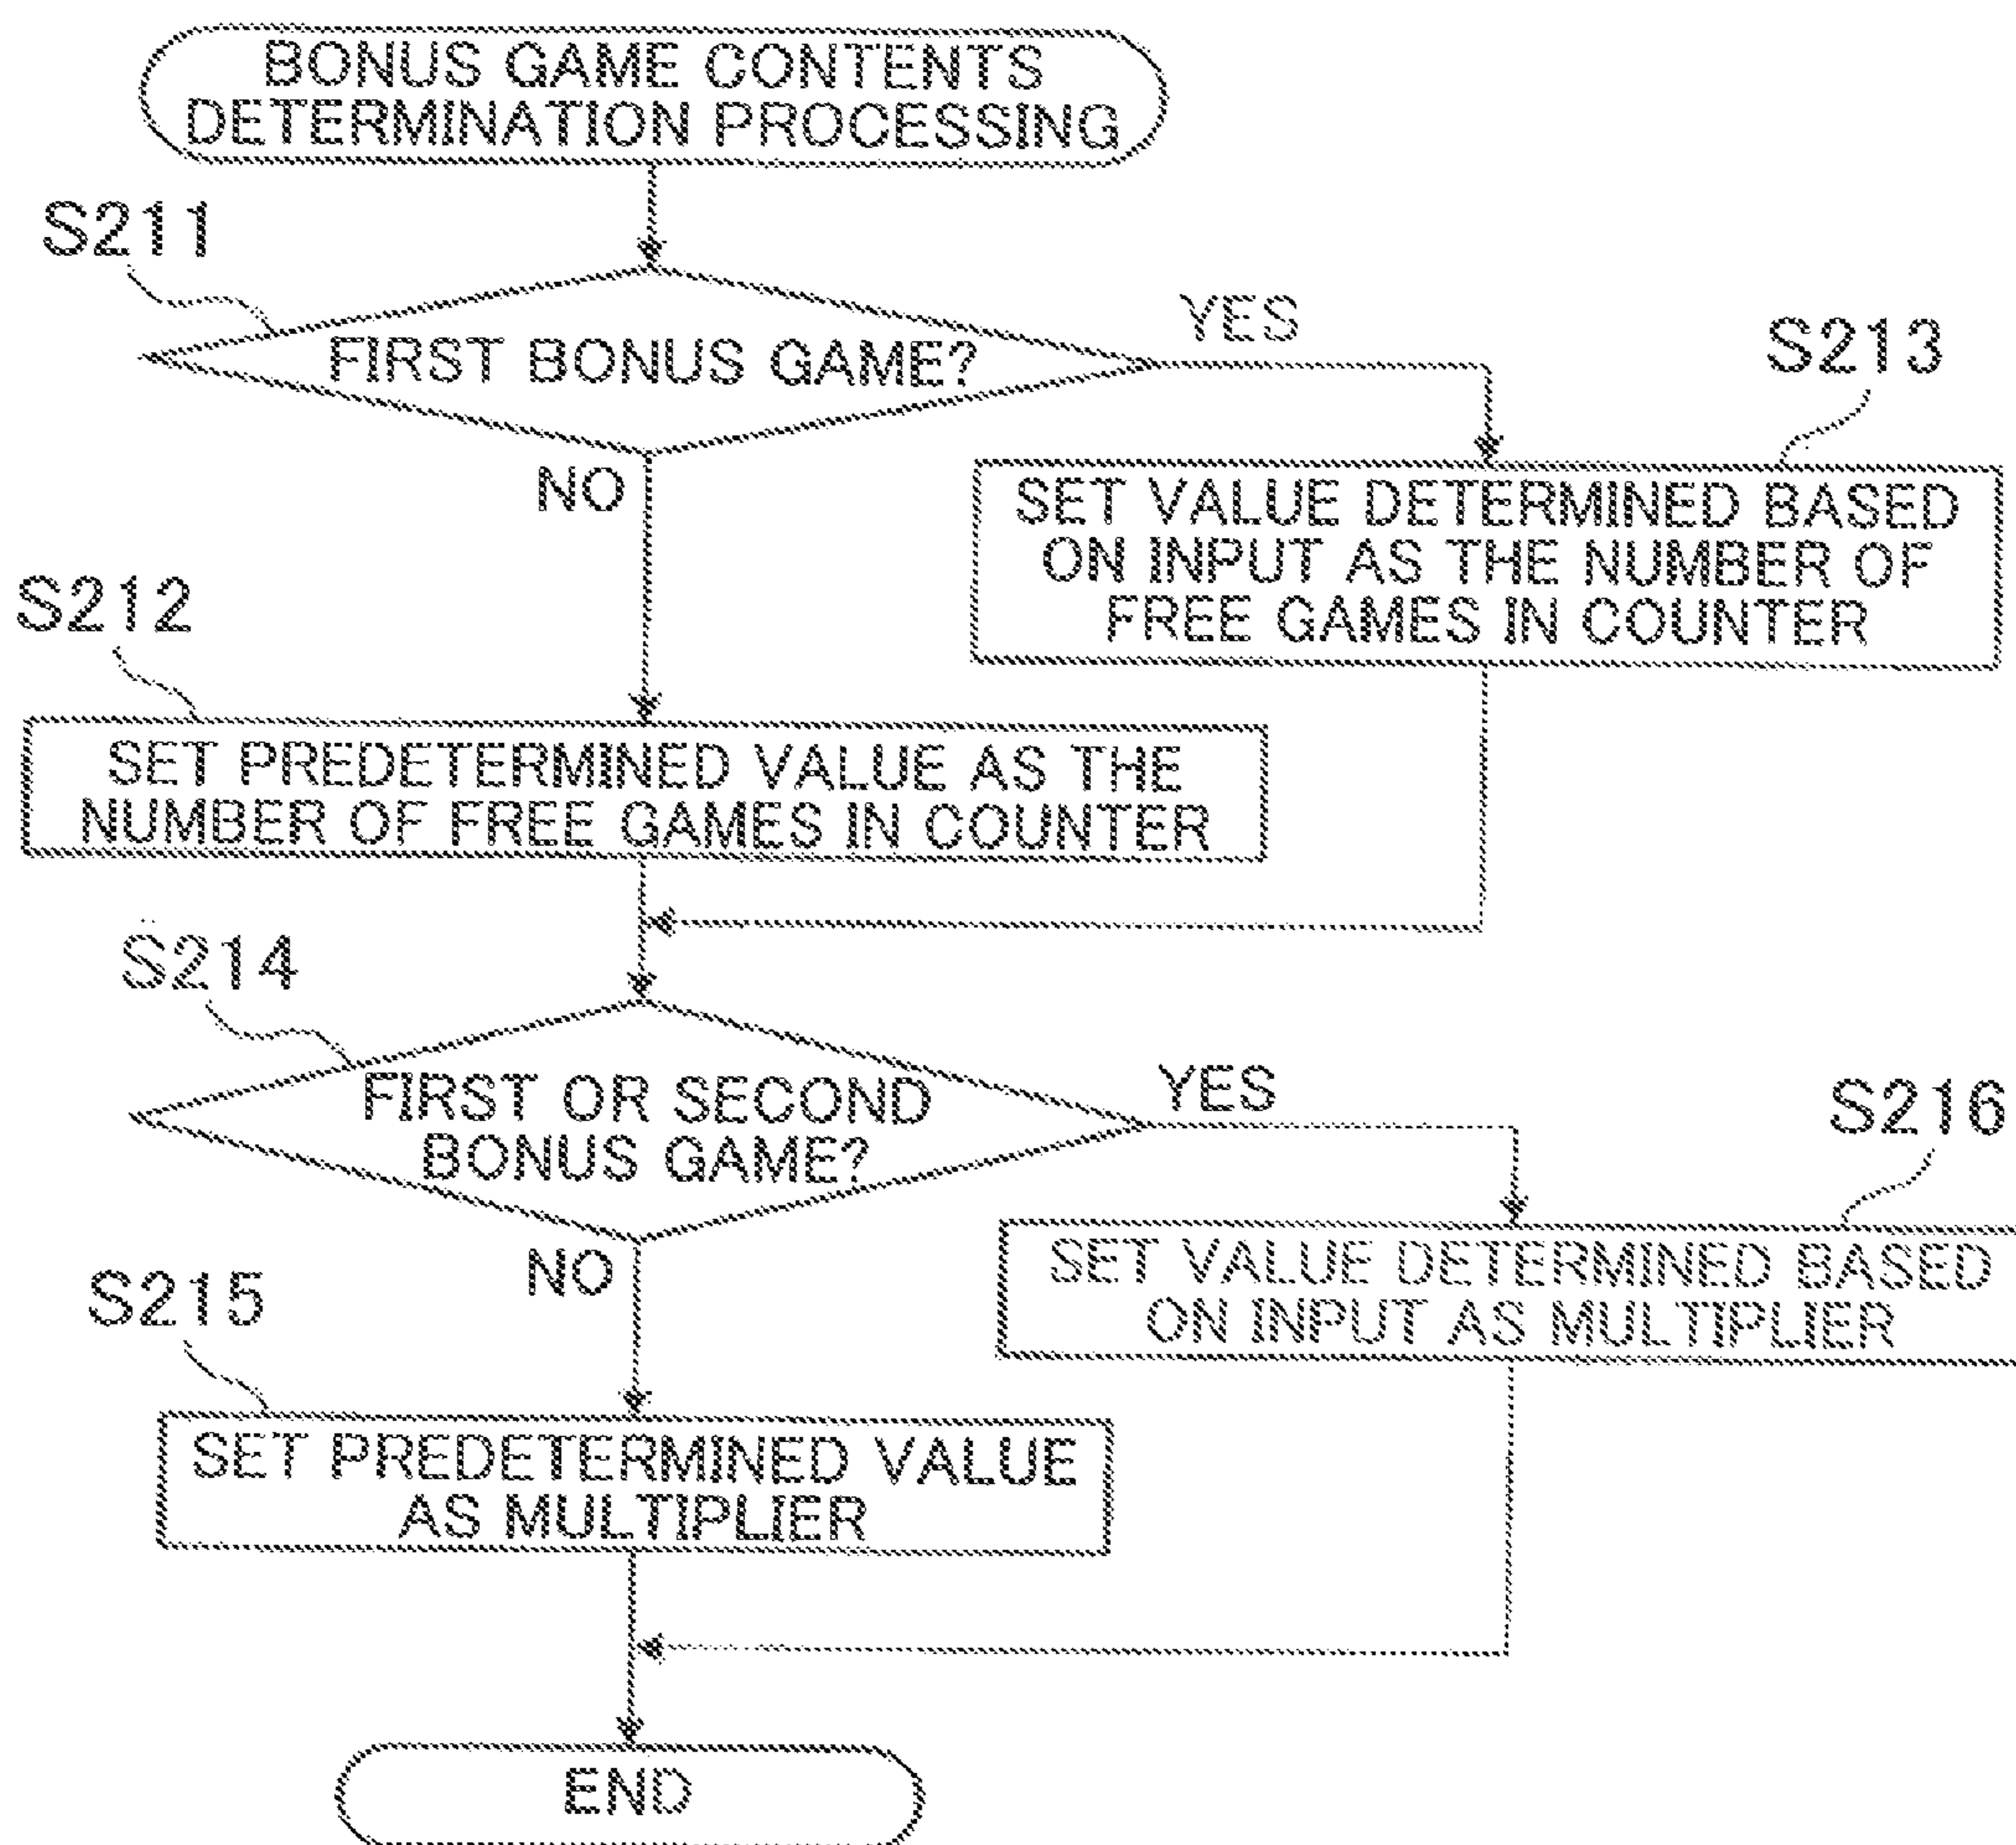 BONUS GAME CONTENTS
DETERMINATION PROCESSING
S211
FIRST BONUS GAME?
YES
S213
NO
SET VALUE DETERMINED BASED
ON INPUT AS THE NUMBER OF
FREE GAMES IN COUNTER
S212
SET PREDETERMINED VALUE AS THE
NUMBER OF FREE GAMES IN COUNTER
S214
FIRST OR SECOND
BONUS GAME?
YES
S216
NO
SET VALUE DETERMINED BASED
ON INPUT AS MULTIPLIER
S215
SET PREDETERMINED VALUE
AS MULTIPLIER
END